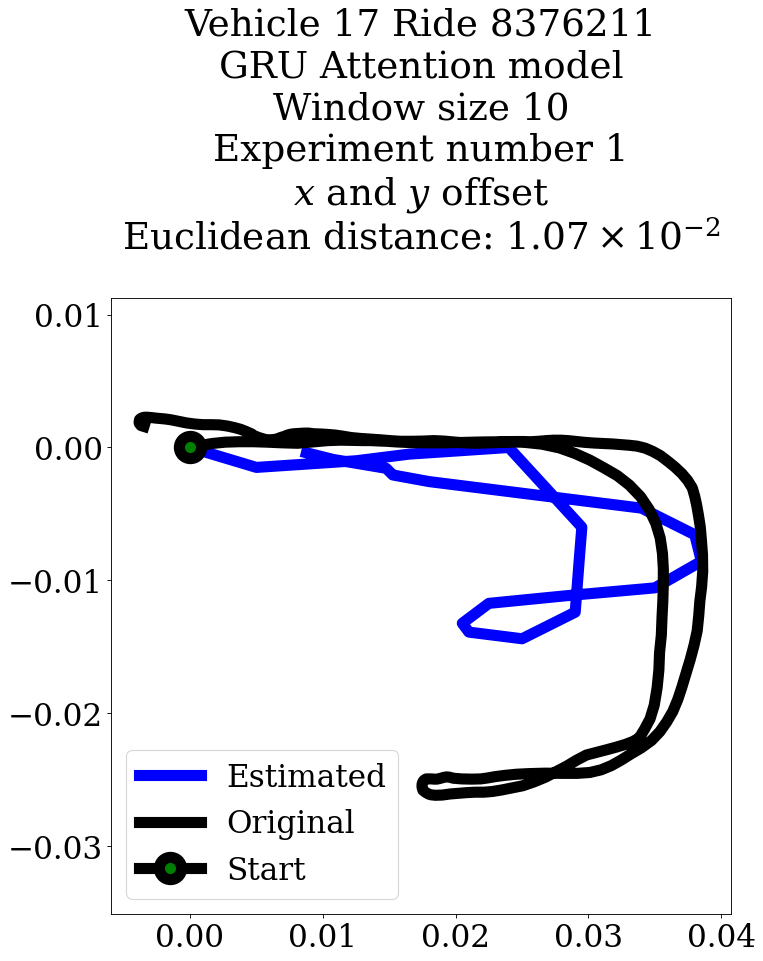 Vehicle 17 Ride 8376211
GRU Attention model
Window size 10
Experiment number 1
x and y offset
Euclidean distance: 1.07 × 10⁻²
0.01
0.00
−0.01
−0.02
−0.03
Estimated
Original
Start
0.00 0.01 0.02 0.03 0.04